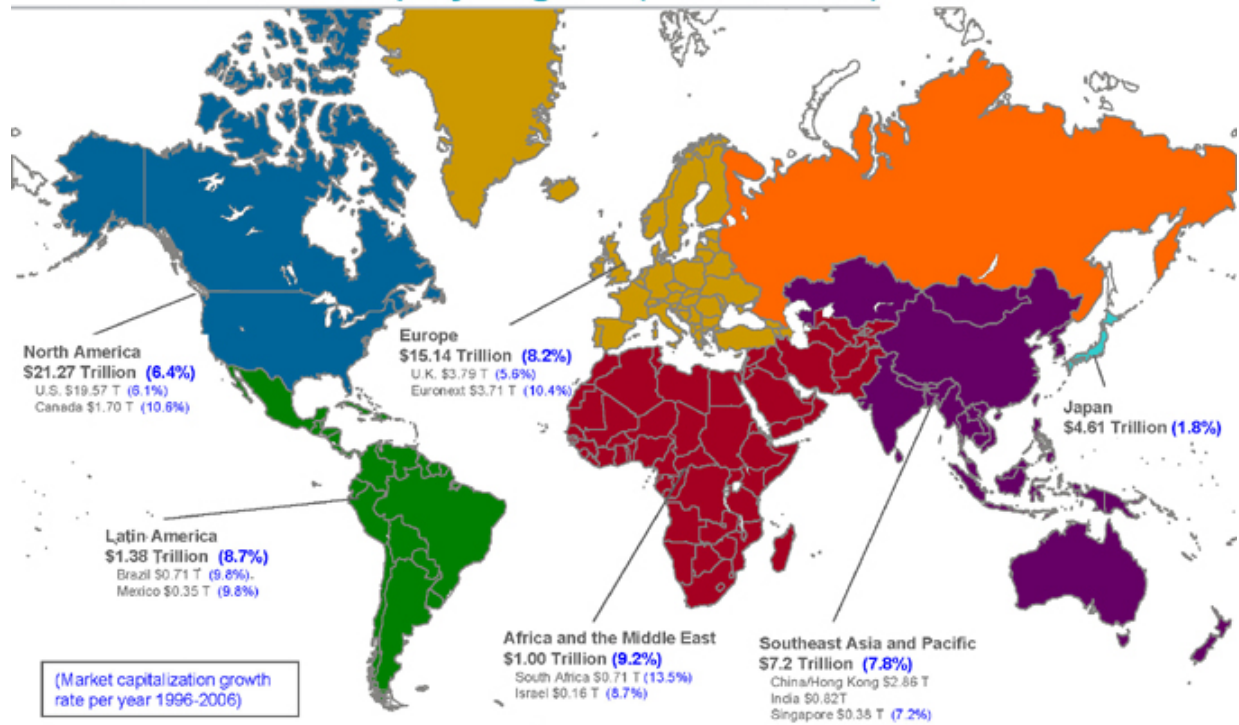 North America
$21.27 Trillion (6.4%)
U.S. $19.57 T (6.1%)
Canada $1.70 T (10.6%)
Europe
$15.14 Trillion (8.2%)
U.K. $3.79 T (5.6%)
Euronext $3.71 T (10.4%)
Japan
$4.61 Trillion (1.8%)
Latin America
$1.38 Trillion (8.7%)
Brazil $0.71 T (9.8%)
Mexico $0.35 T (9.8%)
Africa and the Middle East
$1.00 Trillion (9.2%)
South Africa $0.71 T (13.5%)
Israel $0.16 T (8.7%)
Southeast Asia and Pacific
$7.2 Trillion (7.8%)
China/Hong Kong $2.86 T
India $0.82T
Singapore $0.38 T (7.2%)
(Market capitalization growth
rate per year 1996-2006)